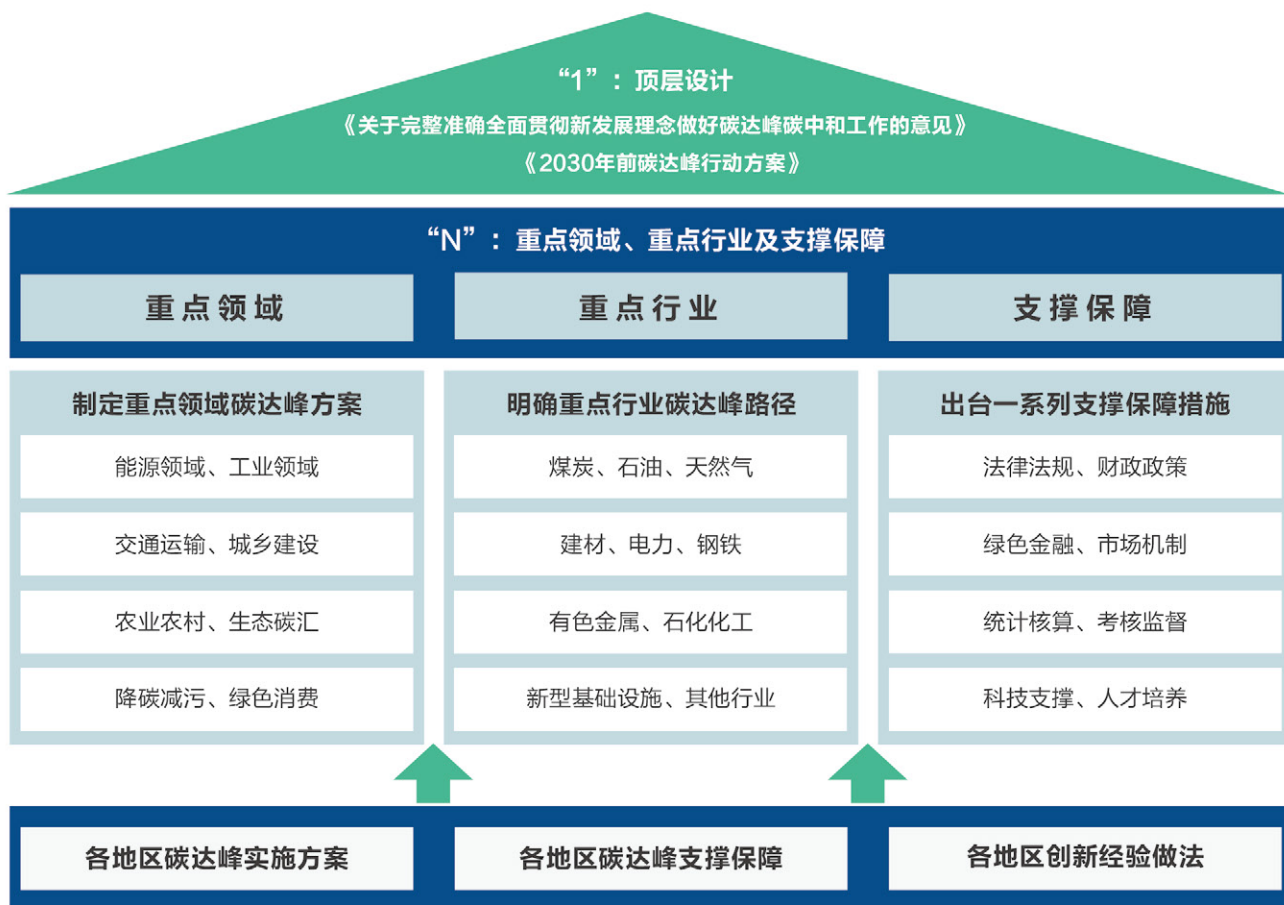 “1”：顶层设计
《关于完整准确全面贯彻新发展理念做好碳达峰碳中和工作的意见》
《2030年前碳达峰行动方案》
“N”：重点领域、重点行业及支撑保障
重点领域
重点行业
支撑保障
制定重点领域碳达峰方案
能源领域、工业领域
交通运输、城乡建设
农业农村、生态碳汇
降碳减污、绿色消费
明确重点行业碳达峰路径
煤炭、石油、天然气
建材、电力、钢铁
有色金属、石化化工
新型基础设施、其他行业
出台一系列支撑保障措施
法律法规、财政政策
绿色金融、市场机制
统计核算、考核监督
科技支撑、人才培养
各地区碳达峰实施方案
各地区碳达峰支撑保障
各地区创新经验做法